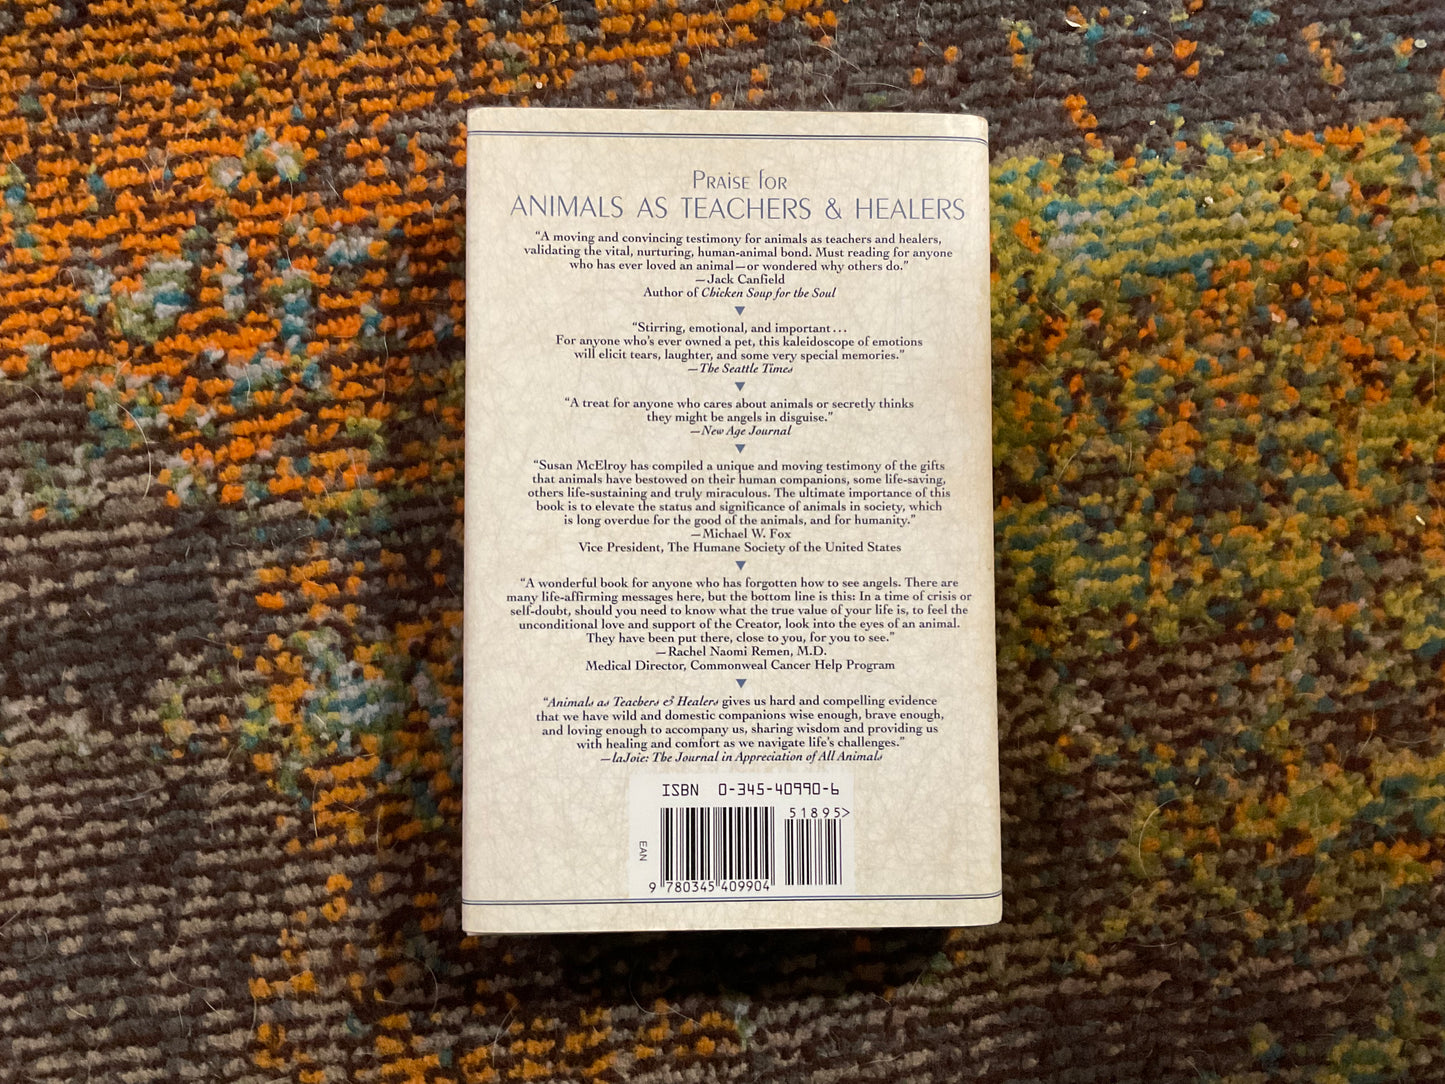 PRAISE FOR
ANIMALS AS TEACHERS & HEALERS
“A moving and convincing testimony for animals as teachers and healers,
validating the vital, nurturing, human-animal bond. Must reading for anyone
who has ever loved an animal—or wondered why others do.”
—Jack Canfield
Author of Chicken Soup for the Soul
“Stirring, emotional, and important...
For anyone who’s ever owned a pet, this kaleidoscope of emotions
will elicit tears, laughter, and some very special memories.”
—The Seattle Times
“A treat for anyone who cares about animals or secretly thinks
they might be angels in disguise.”
—New Age Journal
“Susan McElroy has compiled a unique and moving testimony of the gifts
that animals have bestowed on their human companions, some life-saving,
others life-sustaining and truly miraculous. The ultimate importance of this
book is to elevate the status and significance of animals in society, which
is long overdue for the good of the animals, and for humanity.”
—Michael W. Fox
Vice President, The Humane Society of the United States
“A wonderful book for anyone who has forgotten how to see angels. There are
many life-affirming messages here, but the bottom line is this: In a time of crisis or
self-doubt, should you need to know what the true value of your life is, to feel the
unconditional love and support of the Creator, look into the eyes of an animal.
They have been put there, close to you, for you to see.”
—Rachel Naomi Remen, M.D.
Medical Director, Commonweal Cancer Help Program
“Animals as Teachers & Healers gives us hard and compelling evidence
that we have wild and domestic companions wise enough, brave enough,
and loving enough to accompany us, sharing wisdom and providing us
with healing and comfort as we navigate life’s challenges.”
—laJoie: The Journal in Appreciation of All Animals
ISBN 0-345-40990-6
51895>
EAN
9 780345 409904